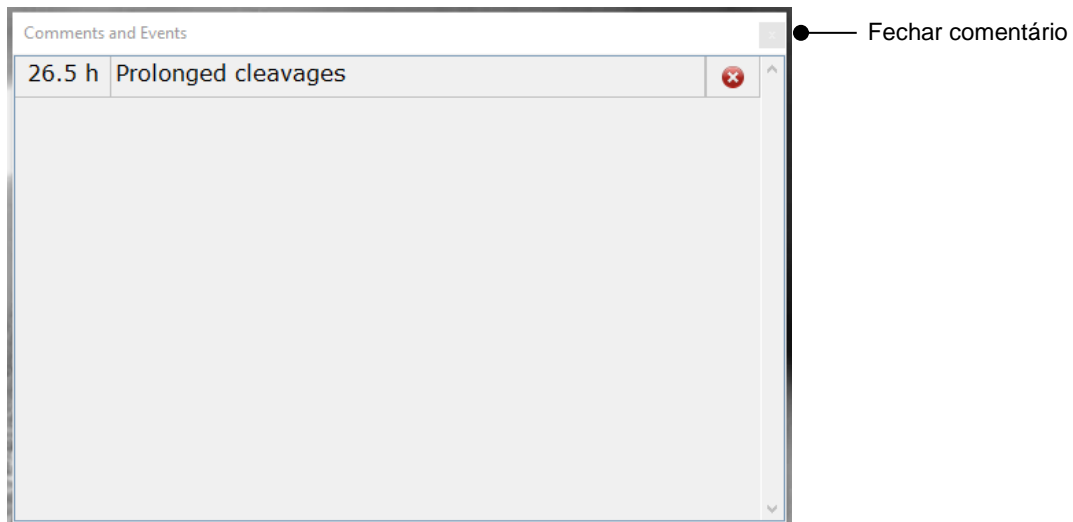 Comments and Events
Fechar comentário
26.5 h Prolonged cleavages